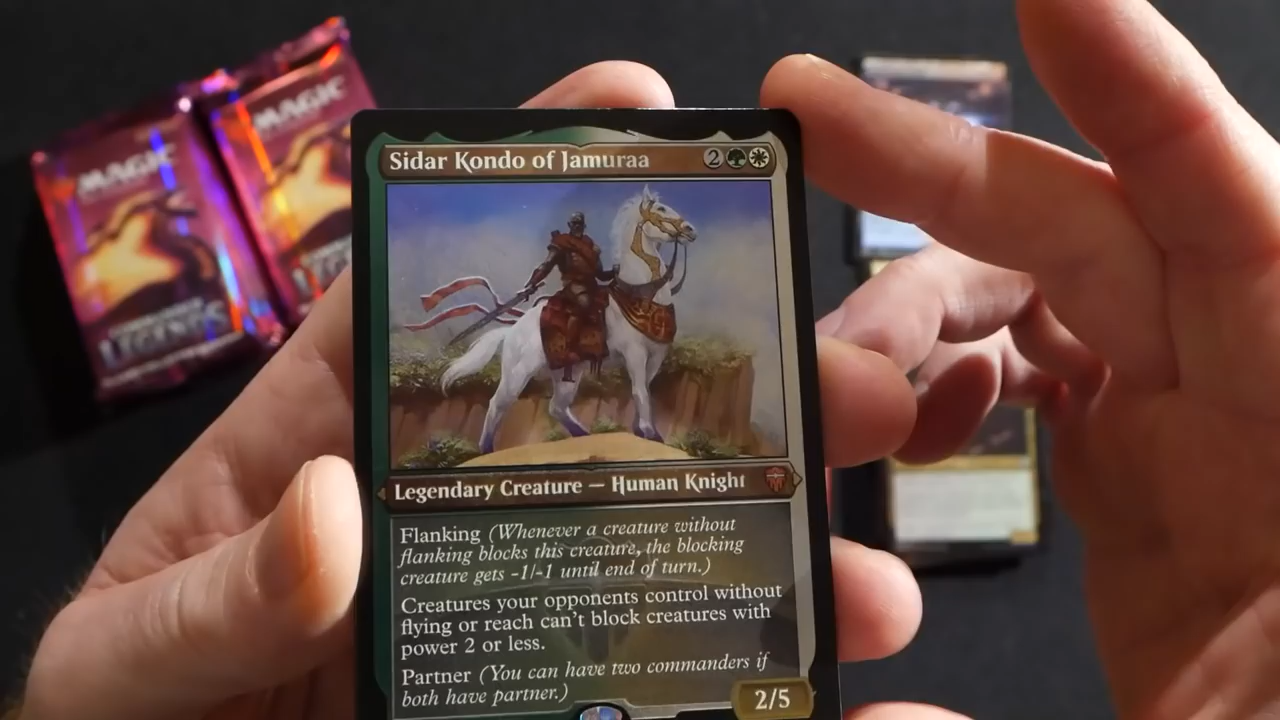 MAGIC
MAGIC
LEGENDS
Sidar Kondo of Jamuraa 2
Legendary Creature — Human Knight
Flanking (Whenever a creature without
flanking blocks this creature, the blocking
creature gets -1/-1 until end of turn.)
Creatures your opponents control without
flying or reach can't block creatures with
power 2 or less.
Partner (You can have two commanders if
both have partner.)
2/5